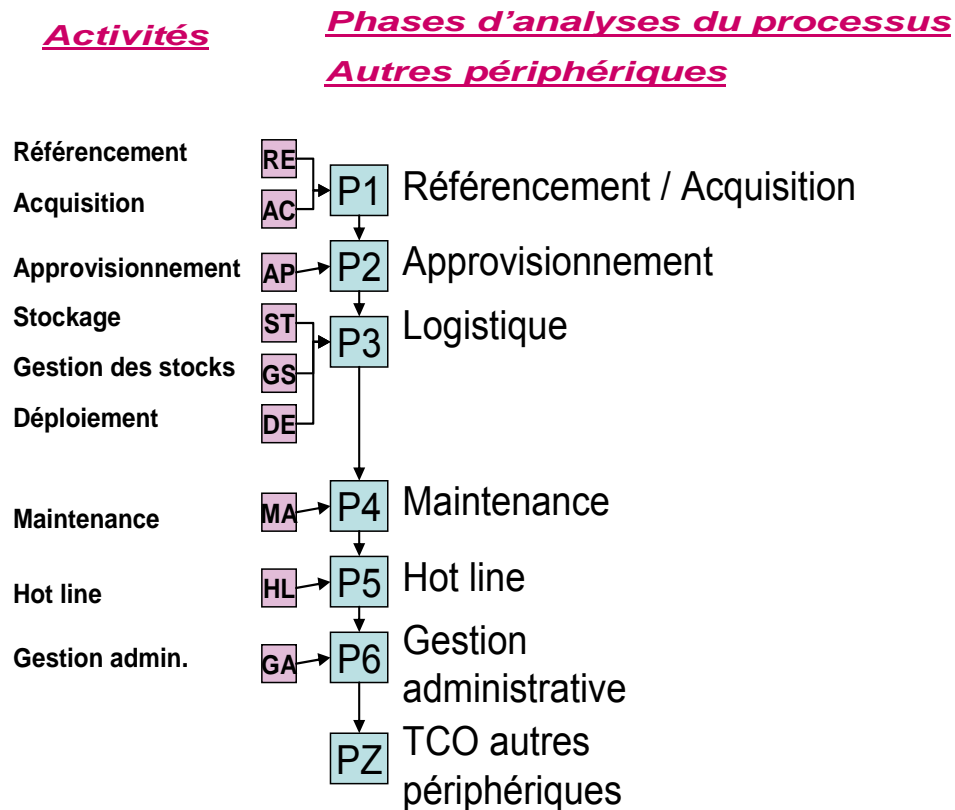 Activités
Phases d’analyses du processus
Autres périphériques
Référencement
RE
Acquisition
AC
P1
Référencement / Acquisition
Approvisionnement
AP
P2
Approvisionnement
Stockage
ST
Gestion des stocks
GS
Déploiement
DE
P3
Logistique
Maintenance
MA
P4
Maintenance
Hot line
HL
P5
Hot line
Gestion admin.
GA
P6
Gestion
administrative
PZ
TCO autres
périphériques